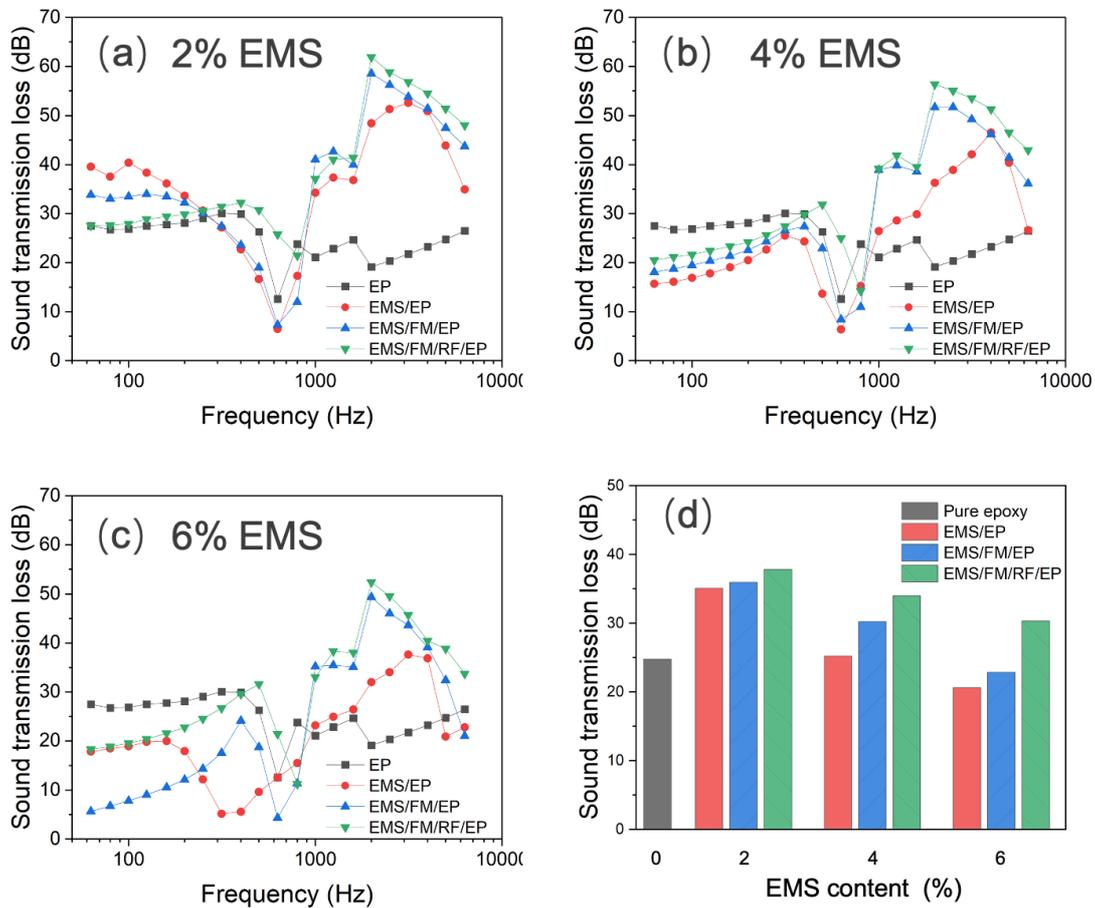 (a) 2% EMS
Sound transmission loss (dB)
70
60
50
40
30
20
10
0
EP
EMS/EP
EMS/FM/EP
EMS/FM/RF/EP
100
1000
10000
Frequency (Hz)
(b) 4% EMS
Sound transmission loss (dB)
70
60
50
40
30
20
10
0
EP
EMS/EP
EMS/FM/EP
EMS/FM/RF/EP
100
1000
10000
Frequency (Hz)
(c) 6% EMS
Sound transmission loss (dB)
70
60
50
40
30
20
10
0
EP
EMS/EP
EMS/FM/EP
EMS/FM/RF/EP
100
1000
10000
Frequency (Hz)
(d)
Sound transmission loss (dB)
50
40
30
20
10
0
Pure epoxy
EMS/EP
EMS/FM/EP
EMS/FM/RF/EP
0
2
4
6
EMS content (%)